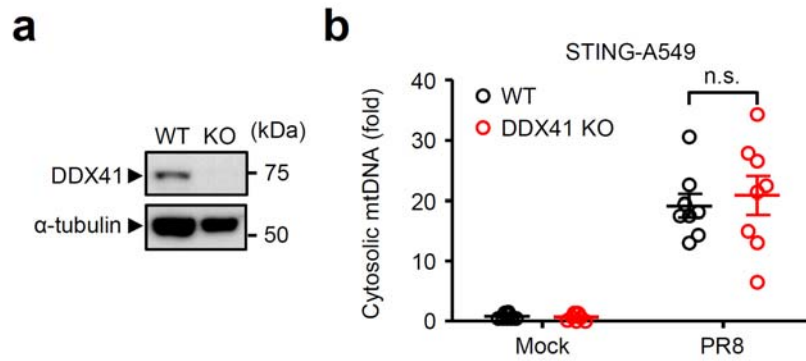 a
WT KO (kDa)
DDX41
75
α-tubulin
50
b
STING-A549
Cytosolic mtDNA (fold)
40
30
20
10
0
WT
DDX41 KO
n.s.
Mock
PR8